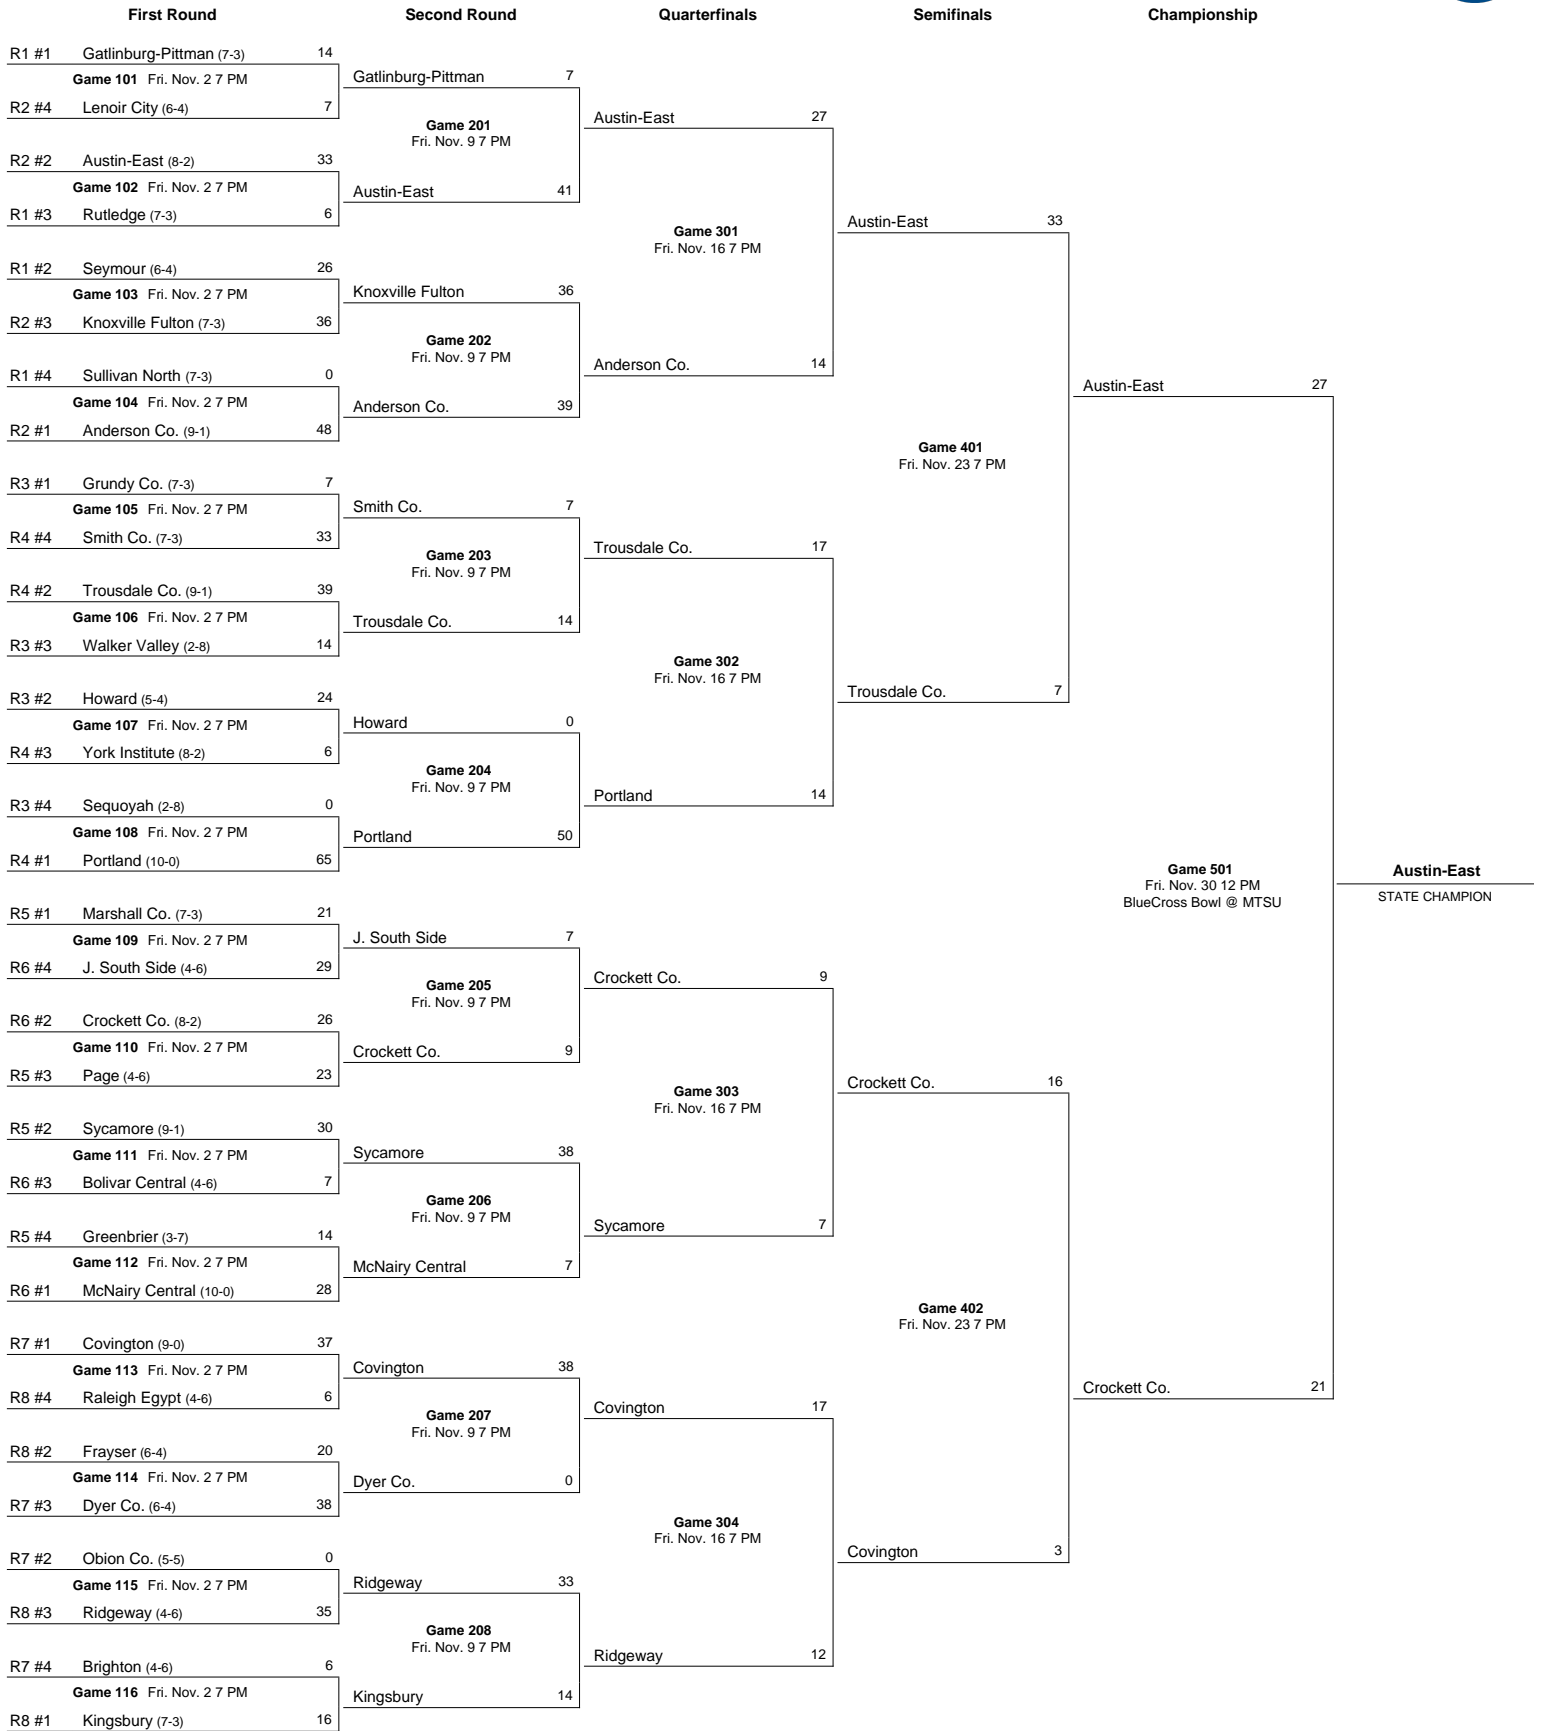 First Round Second Round Quarterfinals Semifinals Championship
R1 #1 Gatlinburg-Pittman (7-3) 14
Game 101 Fri. Nov. 2 7 PM
R2 #4 Lenoir City (6-4) 7
R2 #2 Austin-East (8-2) 33
Game 102 Fri. Nov. 2 7 PM
R1 #3 Rutledge (7-3) 6
R1 #2 Seymour (6-4) 26
Game 103 Fri. Nov. 2 7 PM
R2 #3 Knoxville Fulton (7-3) 36
R1 #4 Sullivan North (7-3) 0
Game 104 Fri. Nov. 2 7 PM
R2 #1 Anderson Co. (9-1) 48
R3 #1 Grundy Co. (7-3) 7
Game 105 Fri. Nov. 2 7 PM
R4 #4 Smith Co. (7-3) 33
R4 #2 Trousdale Co. (9-1) 39
Game 106 Fri. Nov. 2 7 PM
R3 #3 Walker Valley (2-8) 14
R3 #2 Howard (5-4) 24
Game 107 Fri. Nov. 2 7 PM
R4 #3 York Institute (8-2) 6
R3 #4 Sequoyah (2-8) 0
Game 108 Fri. Nov. 2 7 PM
R4 #1 Portland (10-0) 65
R5 #1 Marshall Co. (7-3) 21
Game 109 Fri. Nov. 2 7 PM
R6 #4 J. South Side (4-6) 29
R6 #2 Crockett Co. (8-2) 26
Game 110 Fri. Nov. 2 7 PM
R5 #3 Page (4-6) 23
R5 #2 Sycamore (9-1) 30
Game 111 Fri. Nov. 2 7 PM
R6 #3 Bolivar Central (4-6) 7
R5 #4 Greenbrier (3-7) 14
Game 112 Fri. Nov. 2 7 PM
R6 #1 McNairy Central (10-0) 28
R7 #1 Covington (9-0) 37
Game 113 Fri. Nov. 2 7 PM
R8 #4 Raleigh Egypt (4-6) 6
R8 #2 Frayser (6-4) 20
Game 114 Fri. Nov. 2 7 PM
R7 #3 Dyer Co. (6-4) 38
R7 #2 Obion Co. (5-5) 0
Game 115 Fri. Nov. 2 7 PM
R8 #3 Ridgeway (4-6) 35
R7 #4 Brighton (4-6) 6
Game 116 Fri. Nov. 2 7 PM
R8 #1 Kingsbury (7-3) 16
Gatlinburg-Pittman 7
Game 201
Fri. Nov. 9 7 PM
Austin-East 41
Knoxville Fulton 36
Game 202
Fri. Nov. 9 7 PM
Anderson Co. 39
Smith Co. 7
Game 203
Fri. Nov. 9 7 PM
Trousdale Co. 14
Howard 0
Game 204
Fri. Nov. 9 7 PM
Portland 50
J. South Side 7
Game 205
Fri. Nov. 9 7 PM
Crockett Co. 9
Sycamore 38
Game 206
Fri. Nov. 9 7 PM
McNairy Central 7
Covington 38
Game 207
Fri. Nov. 9 7 PM
Dyer Co. 0
Ridgeway 33
Game 208
Fri. Nov. 9 7 PM
Kingsbury 14
Austin-East 27
Game 301
Fri. Nov. 16 7 PM
Anderson Co. 14
Trousdale Co. 17
Game 302
Fri. Nov. 16 7 PM
Portland 14
Crockett Co. 9
Game 303
Fri. Nov. 16 7 PM
Sycamore 7
Covington 17
Game 304
Fri. Nov. 16 7 PM
Ridgeway 12
Austin-East 33
Game 401
Fri. Nov. 23 7 PM
Trousdale Co. 7
Crockett Co. 16
Game 402
Fri. Nov. 23 7 PM
Covington 3
Austin-East 27
Game 501
Fri. Nov. 30 12 PM
BlueCross Bowl @ MTSU
Crockett Co. 21
Austin-East
STATE CHAMPION